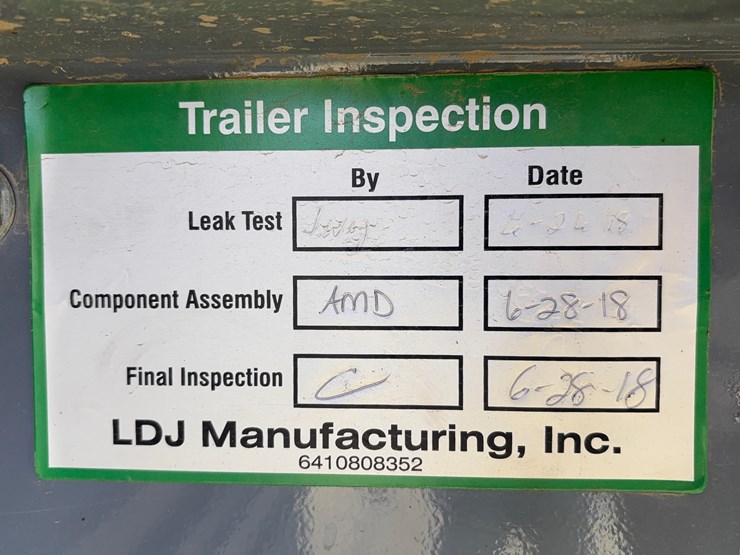 Trailer Inspection
By Date
Leak Test
Component Assembly AMD 6-28-18
Final Inspection C 6-28-18
LDJ Manufacturing, Inc.
6410808352